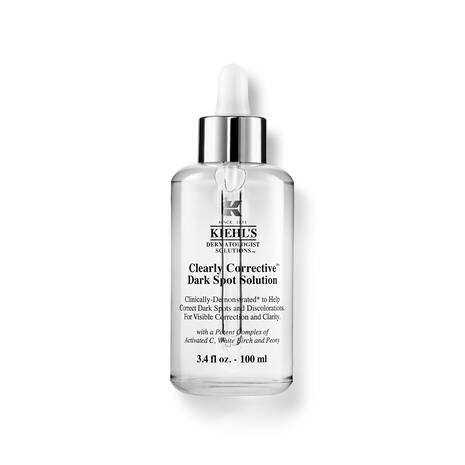 K
SINCE 1851
KIEHL'S
DERMATOLOGIST
SOLUTIONS™
Clearly Corrective™
Dark Spot Solution
Clinically-Demonstrated* to Help
Correct Dark Spots and Discolorations.
For Visible Correction and Clarity.
with a Potent Complex of
Activated C, White Birch and Peony
3.4 fl. oz. - 100 ml